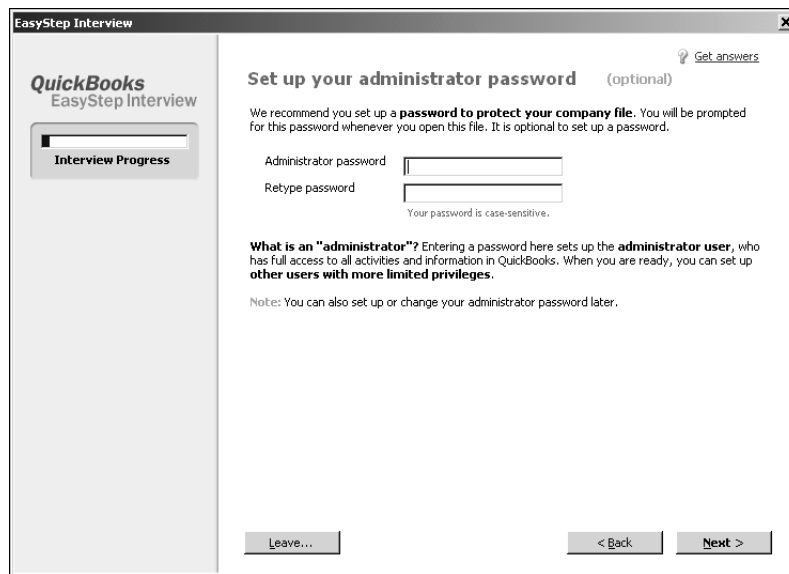 EasyStep Interview
Get answers
QuickBooks
EasyStep Interview
Interview Progress
Set up your administrator password (optional)
We recommend you set up a password to protect your company file. You will be prompted
for this password whenever you open this file. It is optional to set up a password.
Administrator password
Retype password
Your password is case-sensitive.
What is an "administrator"? Entering a password here sets up the administrator user, who
has full access to all activities and information in QuickBooks. When you are ready, you can set up
other users with more limited privileges.
Note: You can also set up or change your administrator password later.
Leave...
< Back
Next >